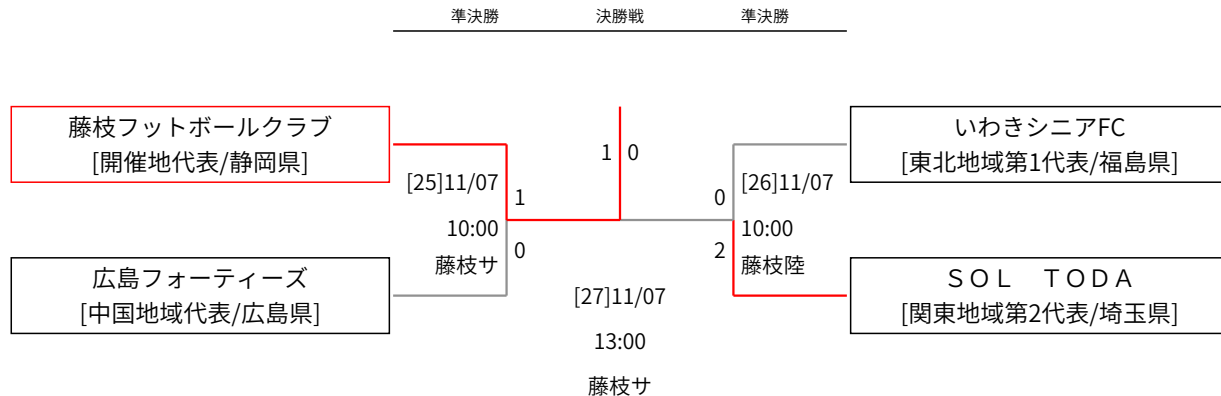 準決勝
決勝戦
準決勝
藤枝フットボールクラブ
[開催地代表/静岡県]
広島フォーティーズ
[中国地域代表/広島県]
[25]11/07
10:00
藤枝サ
1
0
1
0
[27]11/07
13:00
藤枝サ
0
2
[26]11/07
10:00
藤枝陸
いわきシニアFC
[東北地域第1代表/福島県]
ＳＯＬ　ＴＯＤＡ
[関東地域第2代表/埼玉県]